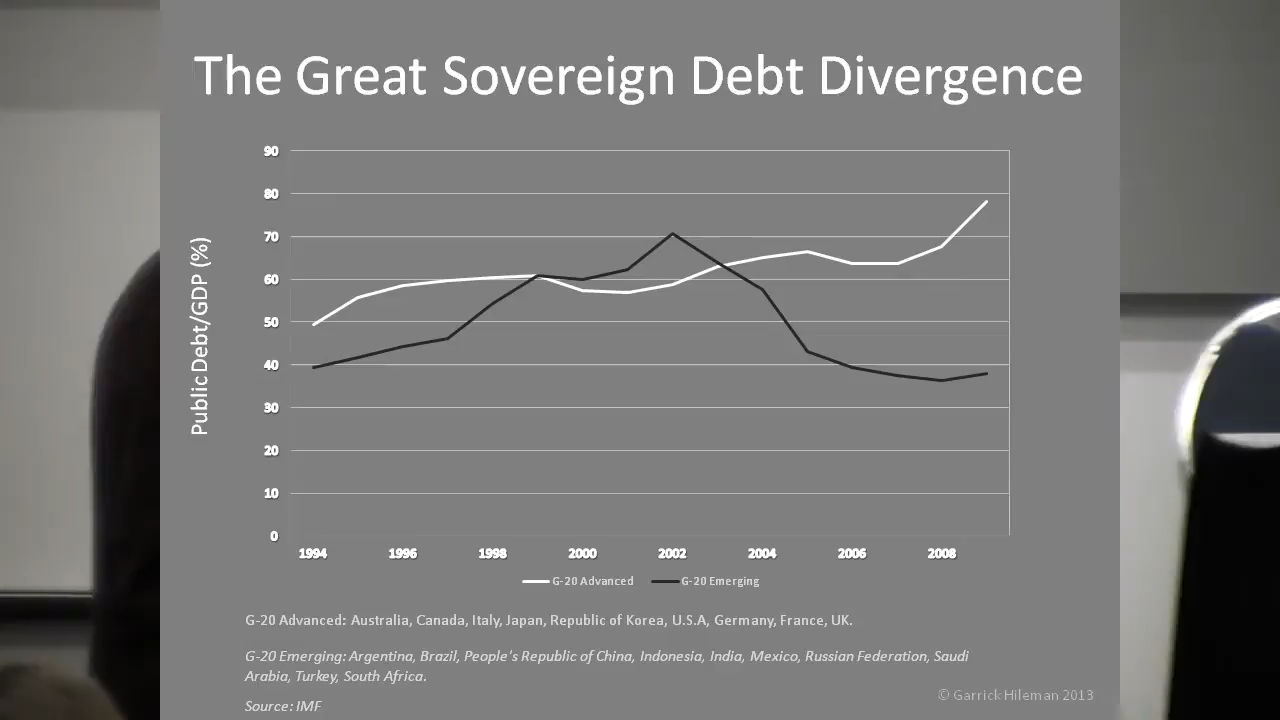 The Great Sovereign Debt Divergence
Public Debt/GDP (%)
90
80
70
60
50
40
30
20
10
0
1994 1996 1998 2000 2002 2004 2006 2008
G-20 Advanced G-20 Emerging
G-20 Advanced: Australia, Canada, Italy, Japan, Republic of Korea, U.S.A, Germany, France, UK.
G-20 Emerging: Argentina, Brazil, People's Republic of China, Indonesia, India, Mexico, Russian Federation, Saudi
Arabia, Turkey, South Africa.
© Garrick Hileman 2013
Source: IMF